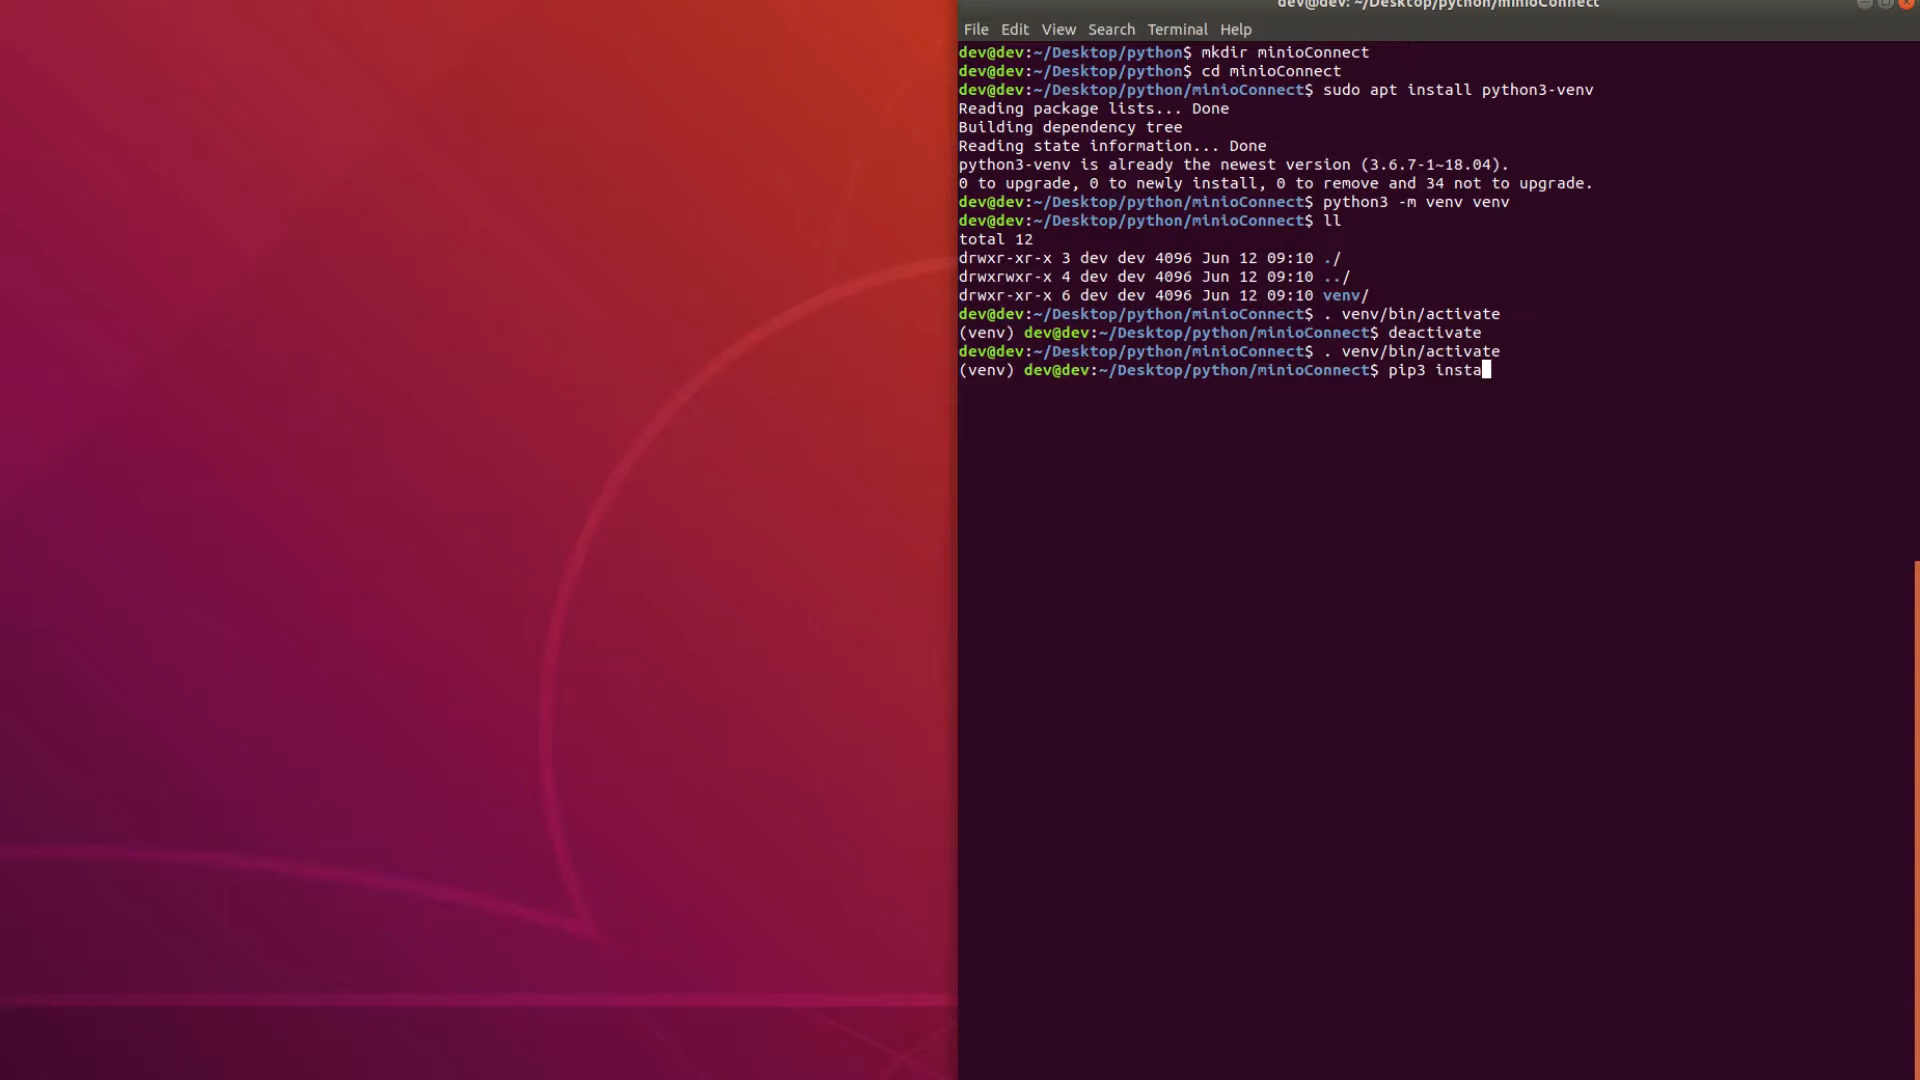 dev@dev: ~/Desktop/python/minioConnect
File Edit View Search Terminal Help
dev@dev:~/Desktop/python$ mkdir minioConnect
dev@dev:~/Desktop/python$ cd minioConnect
dev@dev:~/Desktop/python/minioConnect$ sudo apt install python3-venv
Reading package lists... Done
Building dependency tree
Reading state information... Done
python3-venv is already the newest version (3.6.7-1~18.04).
0 to upgrade, 0 to newly install, 0 to remove and 34 not to upgrade.
dev@dev:~/Desktop/python/minioConnect$ python3 -m venv venv
dev@dev:~/Desktop/python/minioConnect$ ll
total 12
drwxr-xr-x 3 dev dev 4096 Jun 12 09:10 ./
drwxrwxr-x 4 dev dev 4096 Jun 12 09:10 ../
drwxr-xr-x 6 dev dev 4096 Jun 12 09:10 venv/
dev@dev:~/Desktop/python/minioConnect$ . venv/bin/activate
(venv) dev@dev:~/Desktop/python/minioConnect$ deactivate
dev@dev:~/Desktop/python/minioConnect$ . venv/bin/activate
(venv) dev@dev:~/Desktop/python/minioConnect$ pip3 insta